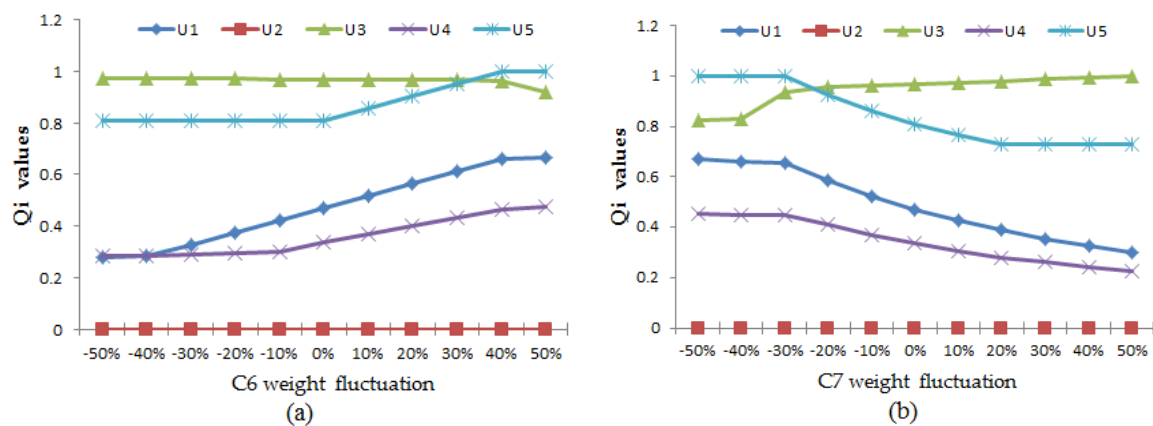 U1 U2 U3 U4 U5
1.2
1
0.8
0.6
0.4
0.2
0
Qi values
-50% -40% -30% -20% -10% 0% 10% 20% 30% 40% 50%
C6 weight fluctuation
(a)
U1 U2 U3 U4 U5
1.2
1
0.8
0.6
0.4
0.2
0
Qi values
-50% -40% -30% -20% -10% 0% 10% 20% 30% 40% 50%
C7 weight fluctuation
(b)